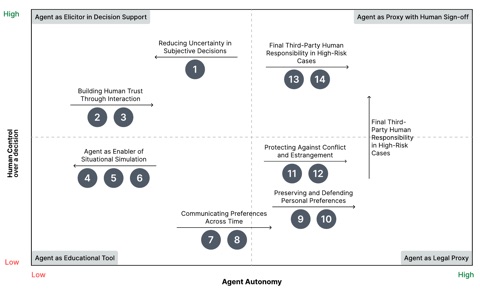 High
Agent as Elicitor in Decision Support
Agent as Proxy with Human Sign-off
Reducing Uncertainty in
Subjective Decisions
1
Final Third-Party Human
Responsibility in High-Risk
Cases
13 14
Building Human Trust
Through Interaction
2 3
Final Third-
Party Human
Responsibility
in High-Risk
Cases
Human Control
over a decision
Agent as Enabler of
Situational Simulation
4 5 6
Protecting Against Conflict
and Estrangement
11 12
Preserving and Defending
Personal Preferences
9 10
Communicating Preferences
Across Time
7 8
Agent as Educational Tool
Agent as Legal Proxy
Low
Low
High
Agent Autonomy